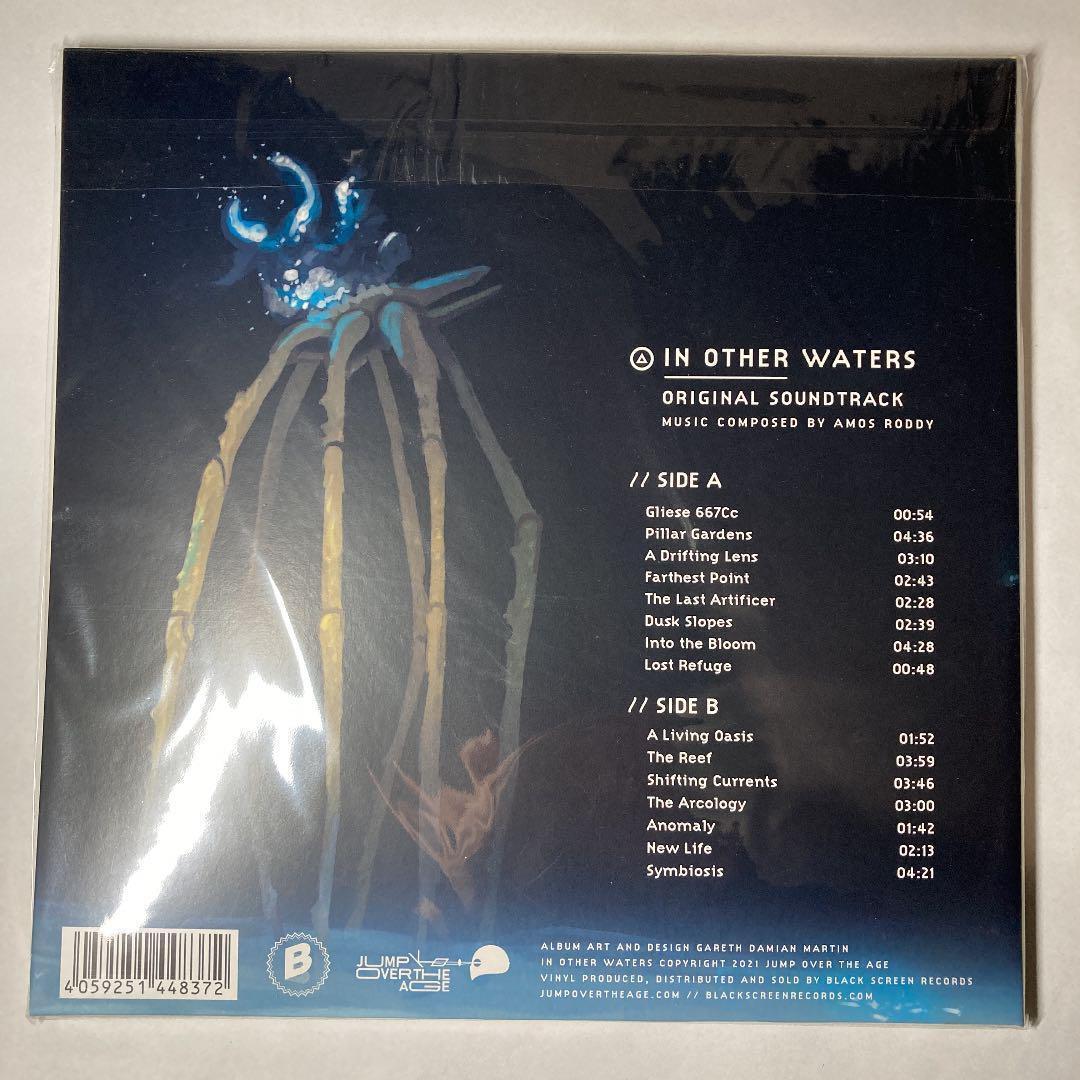 IN OTHER WATERS
ORIGINAL SOUNDTRACK
MUSIC COMPOSED BY AMOS RODDY
// SIDE A
Gliese 667Cc 00:54
Pillar Gardens 04:36
A Drifting Lens 03:10
Farthest Point 02:43
The Last Artificer 02:28
Dusk Slopes 02:39
Into the Bloom 04:28
Lost Refuge 00:48
// SIDE B
A Living Oasis 01:52
The Reef 03:59
Shifting Currents 03:46
The Arcology 03:00
Anomaly 01:42
New Life 02:13
Symbiosis 04:21
4 059251 448372
B
JUMP
OVER THE
AGE
ALBUM ART AND DESIGN GARETH DAMIAN MARTIN
IN OTHER WATERS COPYRIGHT 2021 JUMP OVER THE AGE
VINYL PRODUCED, DISTRIBUTED AND SOLD BY BLACK SCREEN RECORDS
JUMPOVERTHEAGE.COM // BLACKSCREENRECORDS.COM